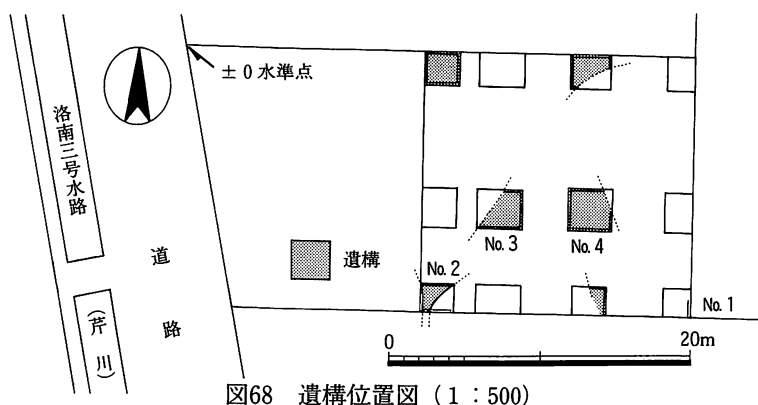 ±0水準点
洛南三号水路
道路
(芹川)
遺構
No.3
No.4
No.2
No.1
0
20m
図68 遺構位置図(1:500)